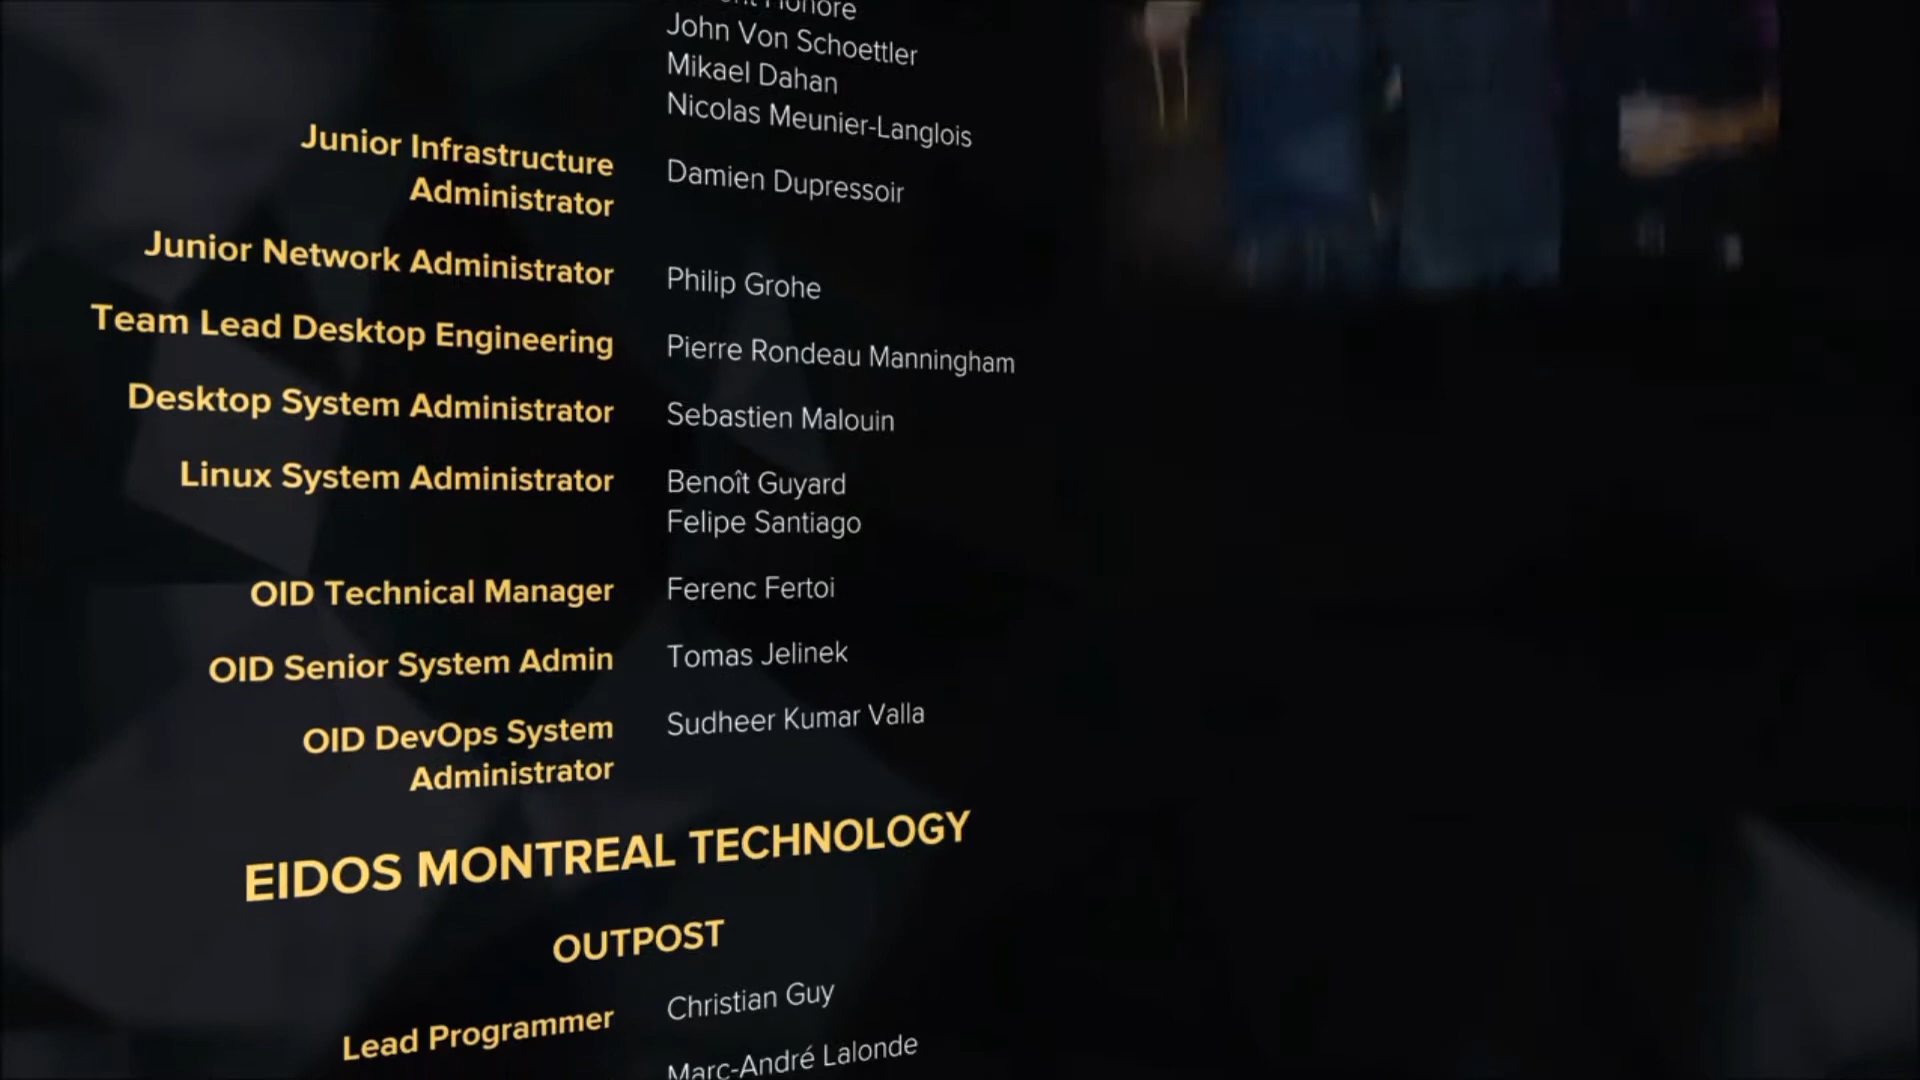 John Von Schoettler
Mikael Dahan
Nicolas Meunier-Langlois
Junior Infrastructure
Administrator
Damien Dupressoir
Junior Network Administrator
Philip Grohe
Team Lead Desktop Engineering
Pierre Rondeau Manningham
Desktop System Administrator
Sebastien Malouin
Linux System Administrator
Benoît Guyard
Felipe Santiago
OID Technical Manager
Ferenc Fertoi
OID Senior System Admin
Tomas Jelinek
OID DevOps System
Administrator
Sudheer Kumar Valla
EIDOS MONTREAL TECHNOLOGY
OUTPOST
Lead Programmer
Christian Guy
Marc-André Lalonde